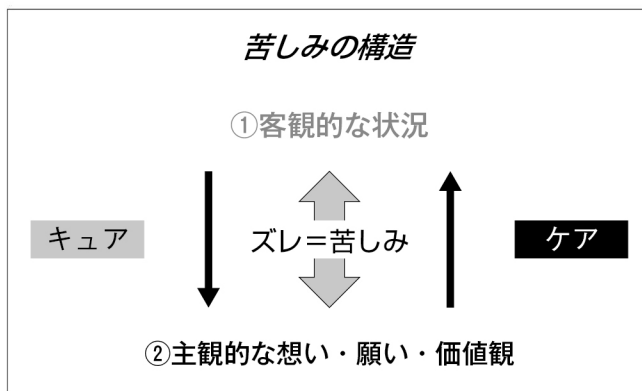 苦しみの構造
①客観的な状況
キュア
ズレ＝苦しみ
ケア
②主観的な想い・願い・価値観